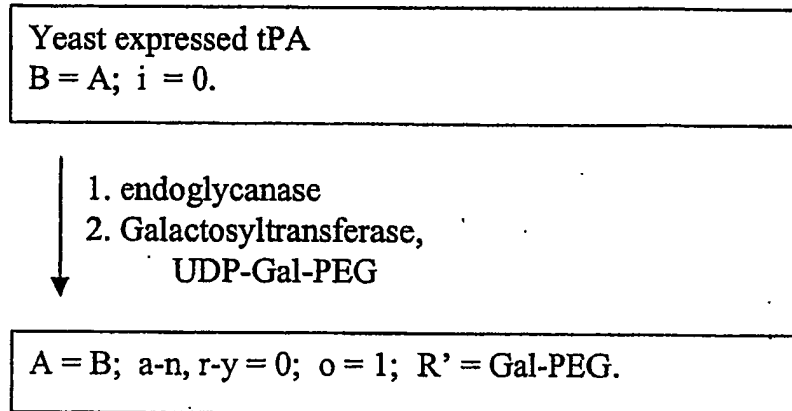 Yeast expressed tPA
B = A; i = 0.
1. endoglycanase
2. Galactosyltransferase,
UDP-Gal-PEG
A = B; a-n, r-y = 0; o = 1; R’ = Gal-PEG.